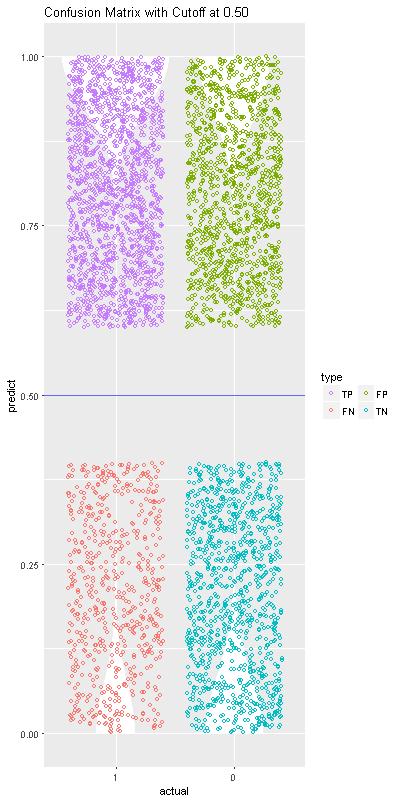 Confusion Matrix with Cutoff at 0.50
1.00
0.75
0.50
0.25
0.00
predict
1 0
actual
type
TP FP
FN TN